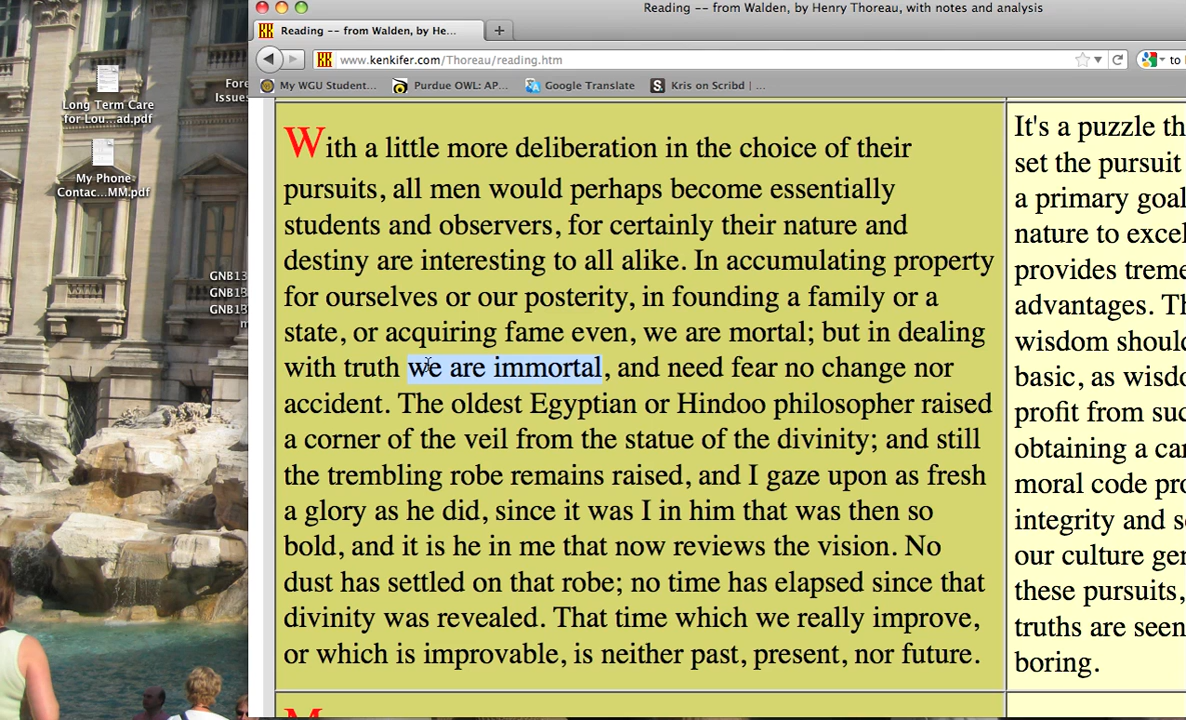 Reading -- from Walden, by Henry Thoreau, with notes and analysis
Reading -- from Walden, by He...
www.kenkifer.com/Thoreau/reading.htm
to
My WGU Student...
Purdue OWL: AP...
Google Translate
Kris on Scribd | ...
Long Term Care
for Lou...ad.pdf
My Phone
Contac...MM.pdf
Fore
Issues
GNB13
GNB1
GNB1
With a little more deliberation in the choice of their
pursuits, all men would perhaps become essentially
students and observers, for certainly their nature and
destiny are interesting to all alike. In accumulating property
for ourselves or our posterity, in founding a family or a
state, or acquiring fame even, we are mortal; but in dealing
with truth we are immortal, and need fear no change nor
accident. The oldest Egyptian or Hindoo philosopher raised
a corner of the veil from the statue of the divinity; and still
the trembling robe remains raised, and I gaze upon as fresh
a glory as he did, since it was I in him that was then so
bold, and it is he in me that now reviews the vision. No
dust has settled on that robe; no time has elapsed since that
divinity was revealed. That time which we really improve,
or which is improvable, is neither past, present, nor future.
It's a puzzle th
set the pursuit
a primary goal
nature to excel
provides treme
advantages. Th
wisdom should
basic, as wisdo
profit from suc
obtaining a car
moral code pro
integrity and s
our culture gen
these pursuits,
truths are seen
boring.